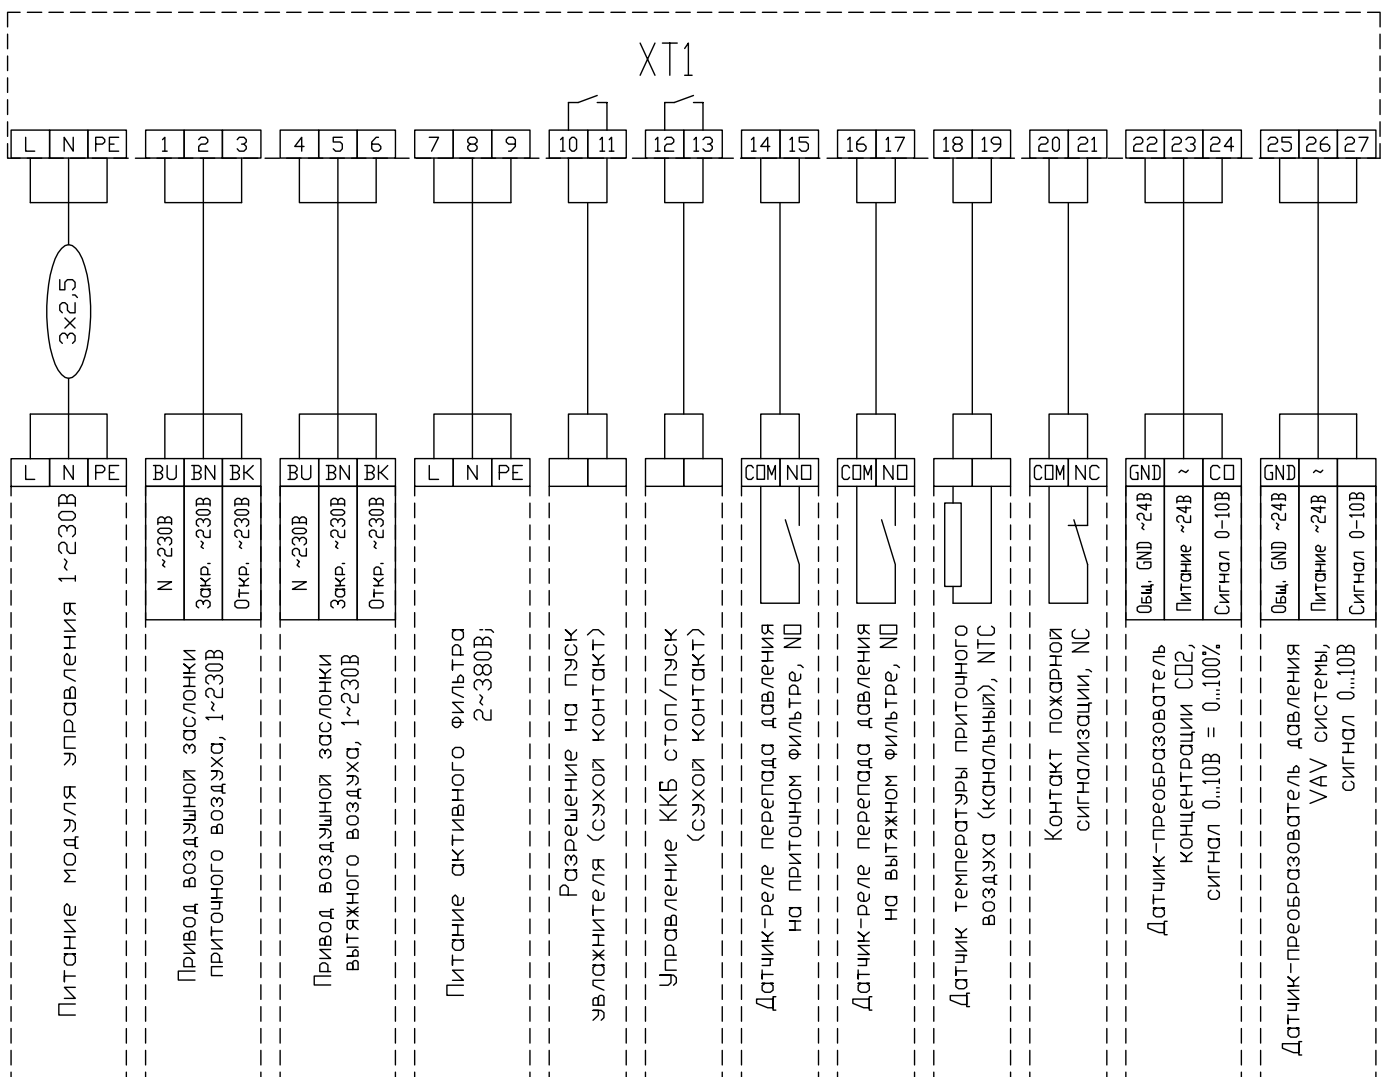 XT1
L N PE 1 2 3 4 5 6 7 8 9 10 11 12 13 14 15 16 17 18 19 20 21 22 23 24 25 26 27
3x2,5
L N PE BU BN BK BU BN BK L N PE COM NO COM NO COM NC GND ~ CO GND ~
N ~230В
Закр. ~230В
Откр. ~230В
N ~230В
Закр. ~230В
Откр. ~230В
Общ. GND ~24В
Питание ~24В
Сигнал 0-10В
Общ. GND ~24В
Питание ~24В
Сигнал 0-10В
Питание модуля управления 1~230В
Привод воздушной заслонки
приточного воздуха, 1~230В
Привод воздушной заслонки
вытяжного воздуха, 1~230В
Питание активного фильтра
2~380В;
Разрешение на пуск
увлажнителя (сухой контакт)
Управление ККБ стоп/пуск
(сухой контакт)
Датчик-реле перепада давления
на приточном фильтре, NO
Датчик-реле перепада давления
на вытяжном фильтре, NO
Датчик температуры приточного
воздуха (канальный), NTC
Контакт пожарной
сигнализации, NC
Датчик-преобразователь
концентрации CO2,
сигнал 0...10В = 0...100%
Датчик-преобразователь давления
VAV системы,
сигнал 0...10В